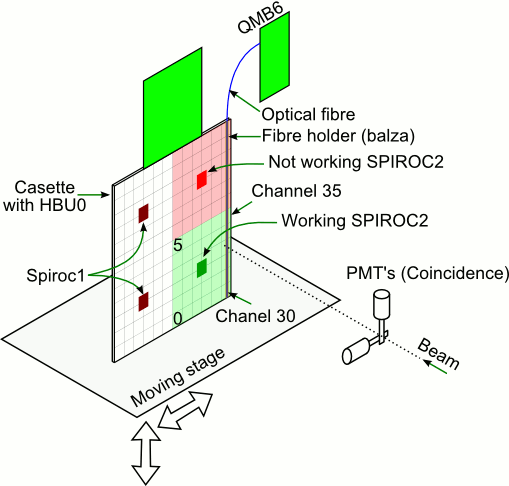 QMB6
Optical fibre
Fibre holder (balza)
Not working SPIROC2
Casette
with HBU0
Channel 35
Working SPIROC2
5
Spiroc1
PMT's (Coincidence)
0
Chanel 30
Beam
Moving stage